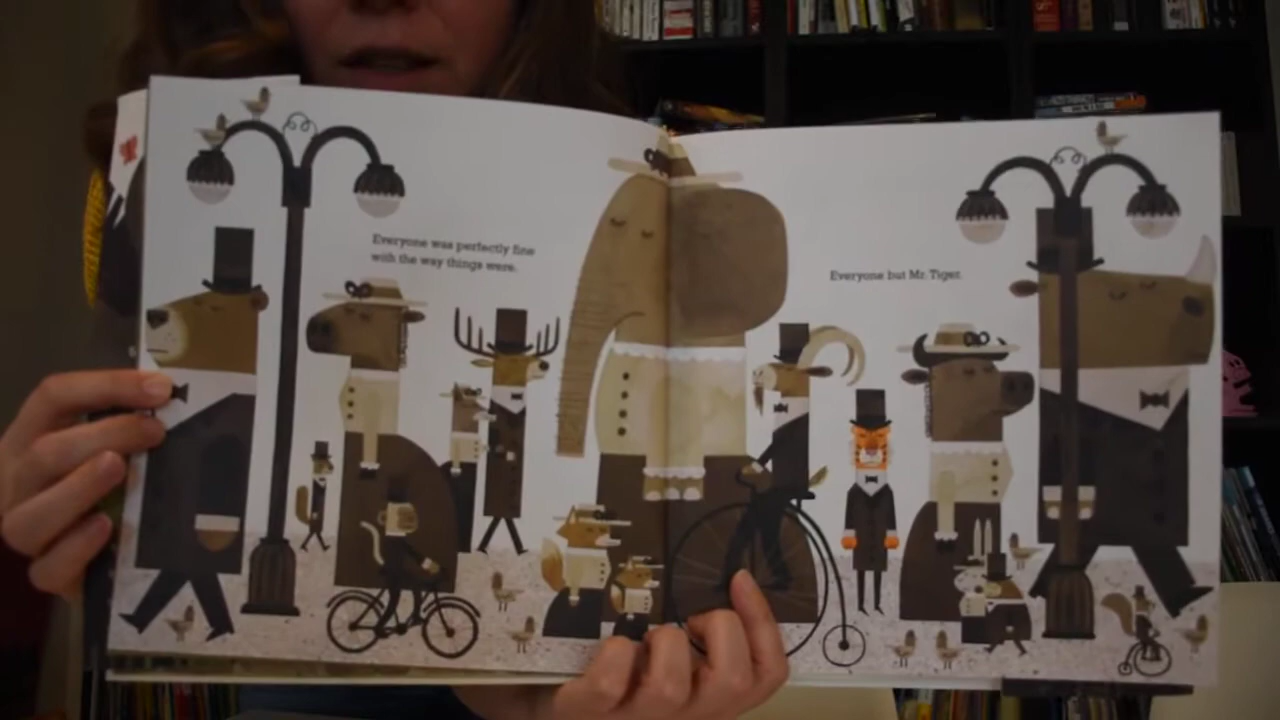 Everyone was perfectly fine
with the way things were.
Everyone but Mr. Tiger.